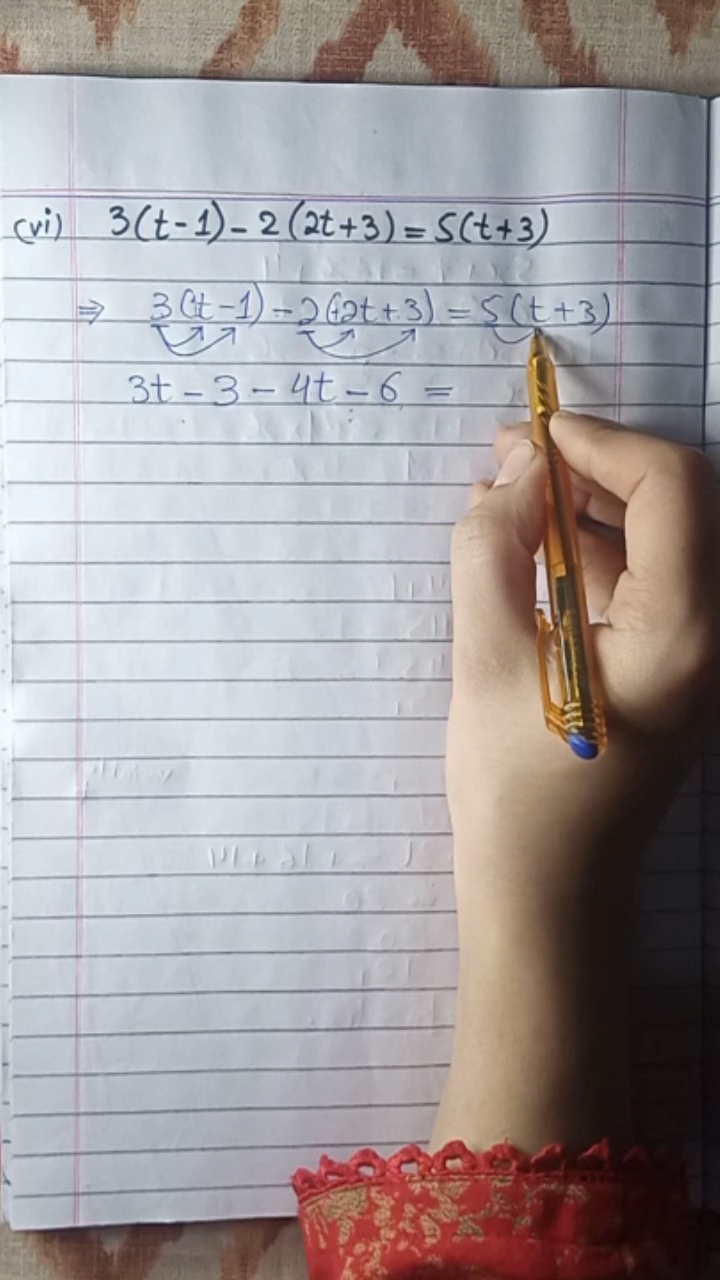 (vi) 3(t-1)-2(2t+3)=5(t+3)
⇒ 3(t-1)-2(+2t+3)=5(t+3)
3t-3-4t-6=